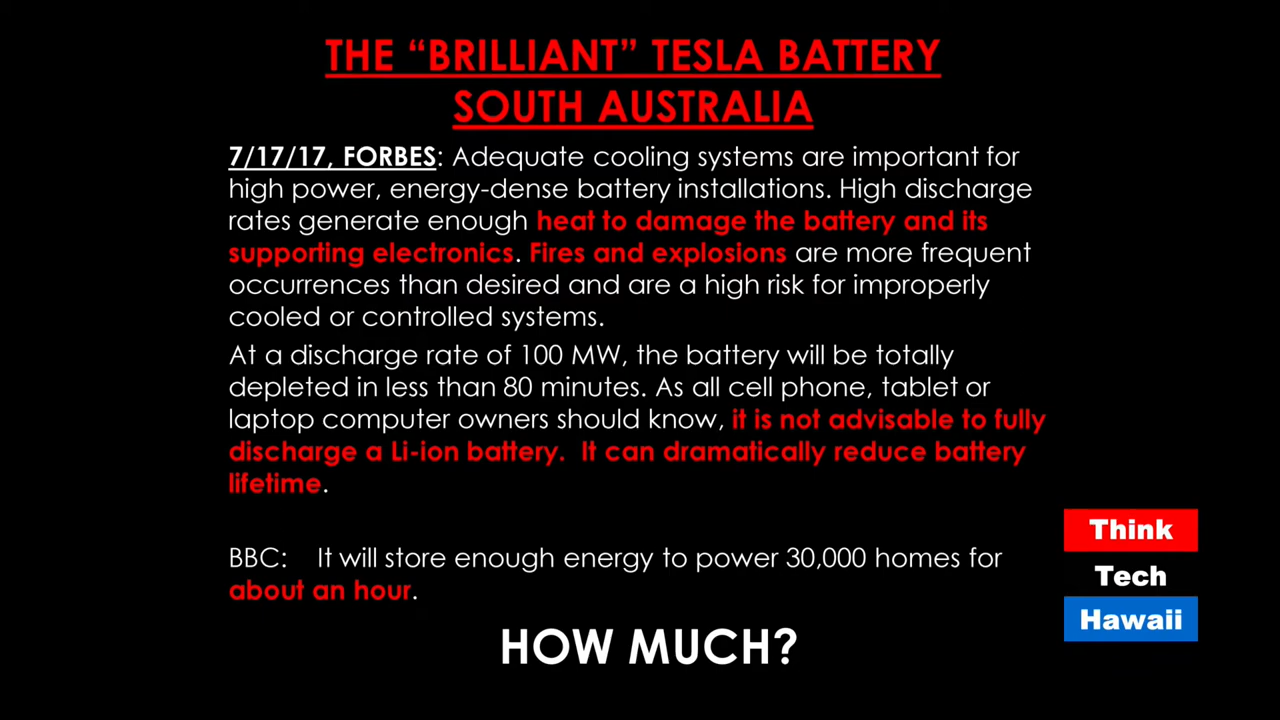 THE “BRILLIANT” TESLA BATTERY
SOUTH AUSTRALIA
7/17/17, FORBES: Adequate cooling systems are important for
high power, energy-dense battery installations. High discharge
rates generate enough heat to damage the battery and its
supporting electronics. Fires and explosions are more frequent
occurrences than desired and are a high risk for improperly
cooled or controlled systems.
At a discharge rate of 100 MW, the battery will be totally
depleted in less than 80 minutes. As all cell phone, tablet or
laptop computer owners should know, it is not advisable to fully
discharge a Li-ion battery. It can dramatically reduce battery
lifetime.
BBC: It will store enough energy to power 30,000 homes for
about an hour.
HOW MUCH?
Think
Tech
Hawaii